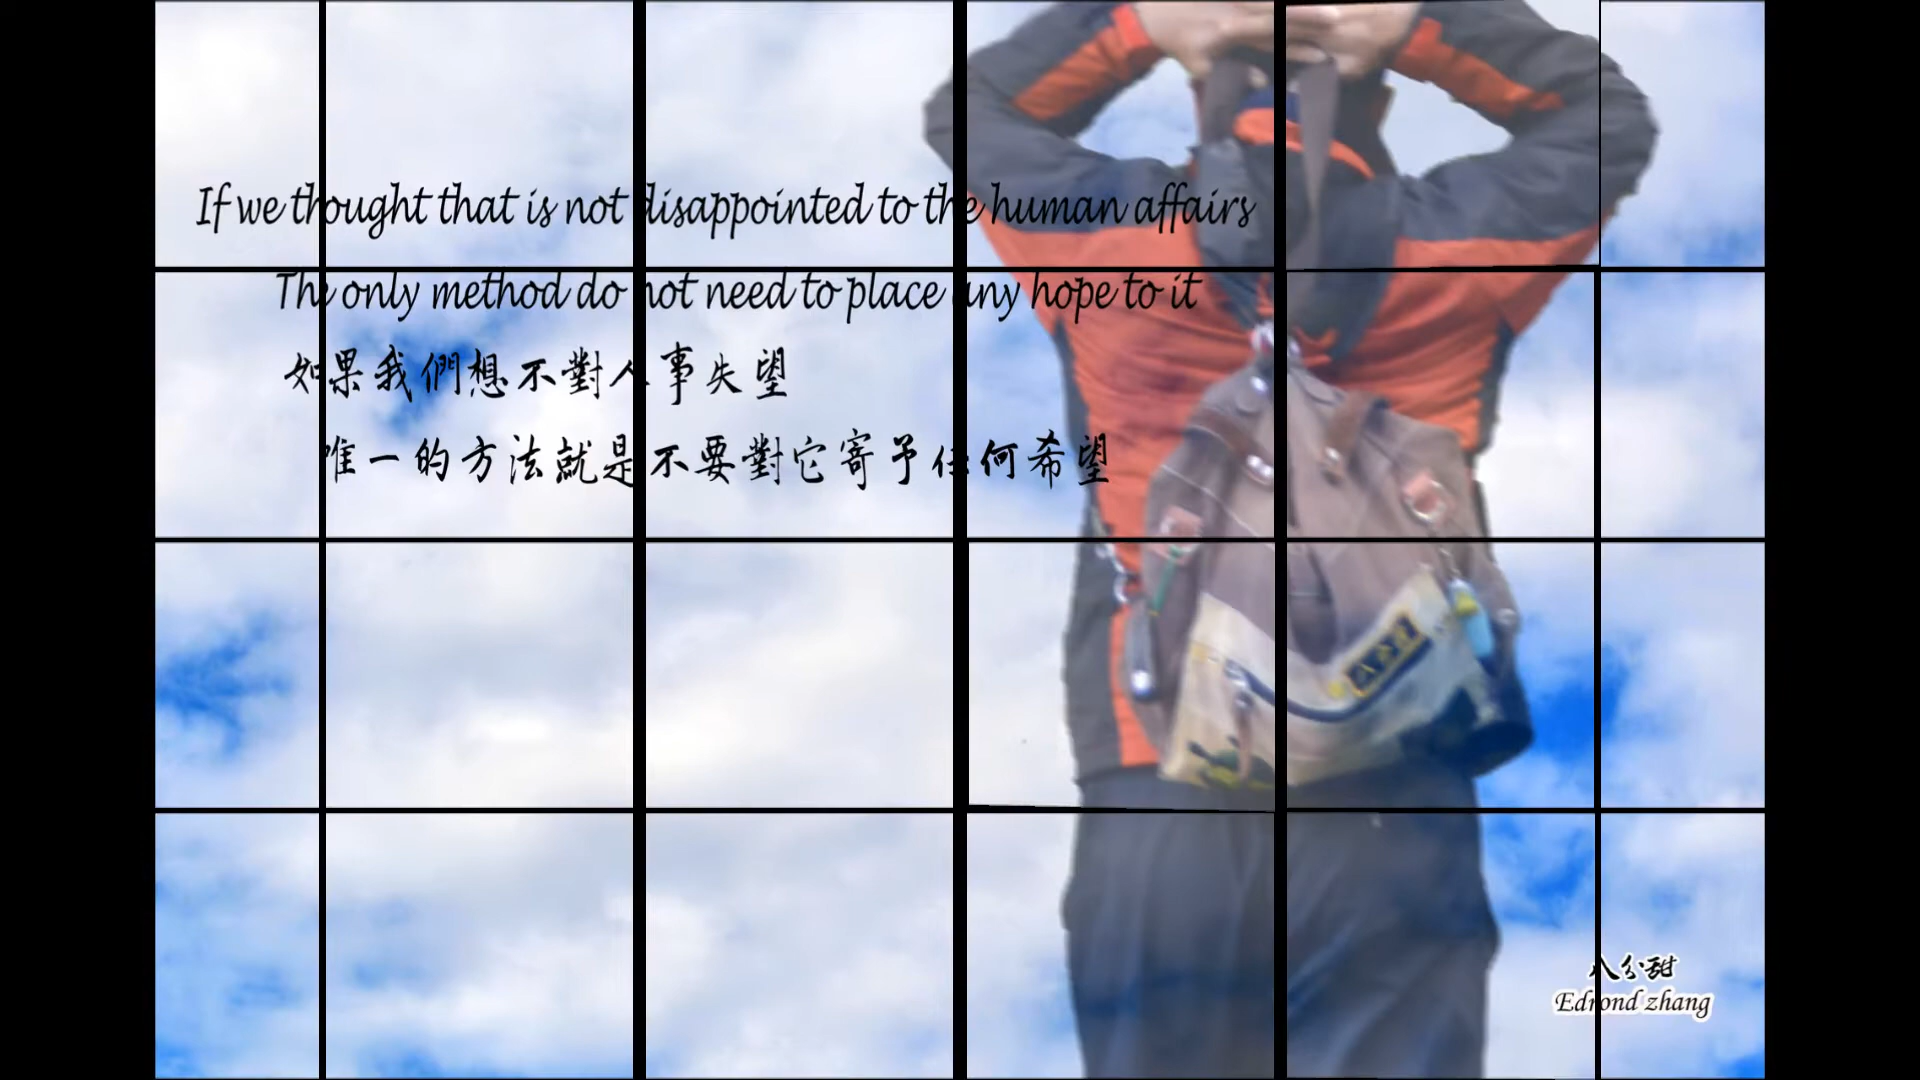 If we thought that is not disappointed to the human affairs
The only method do not need to place any hope to it
如果我們想不對人事失望
唯一的方法就是不要對它寄予任何希望
八分甜
Edmond zhang